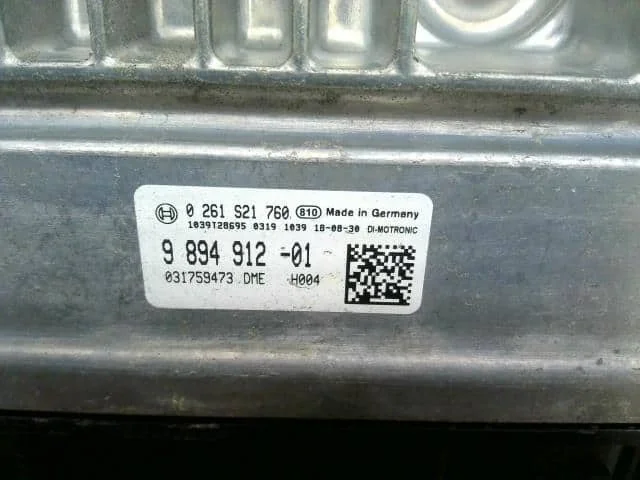 0 261 S21 760 810 Made in Germany
1039T28695 0319 1039 18-08-30 DI-MOTRONIC
9 894 912 -01
031759473 DME H004